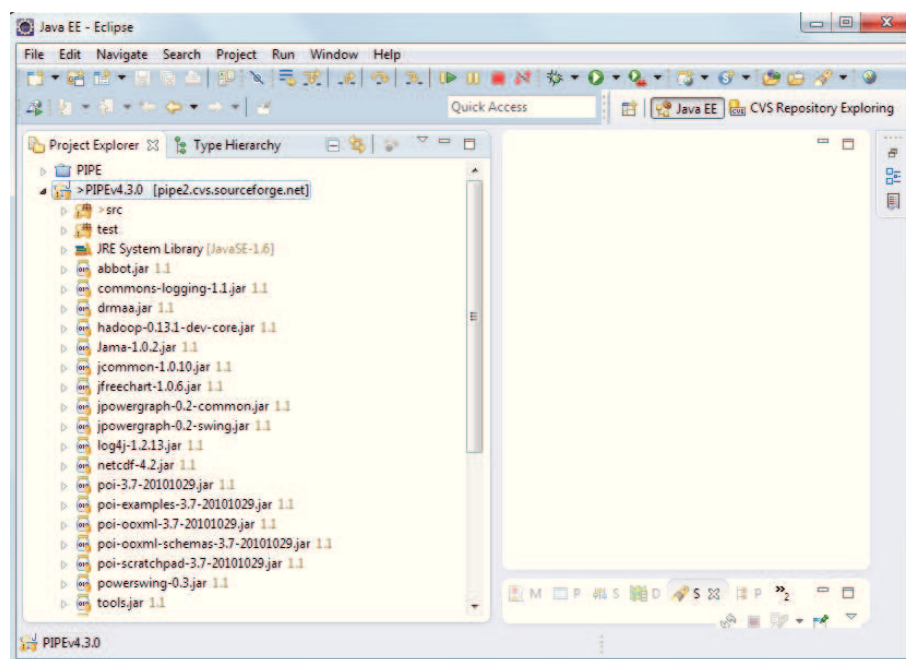 Java EE - Eclipse
File Edit Navigate Search Project Run Window Help
Quick Access
Java EE
CVS Repository Exploring
Project Explorer
Type Hierarchy
PIPE
>PIPEv4.3.0 [pipe2.cvs.sourceforge.net]
>src
test
JRE System Library [JavaSE-1.6]
abbot.jar 1.1
commons-logging-1.1.jar 1.1
drmaa.jar 1.1
hadoop-0.13.1-dev-core.jar 1.1
Jama-1.0.2.jar 1.1
jcommon-1.0.10.jar 1.1
jfreechart-1.0.6.jar 1.1
jpowergraph-0.2-common.jar 1.1
jpowergraph-0.2-swing.jar 1.1
log4j-1.2.13.jar 1.1
netcdf-4.2.jar 1.1
poi-3.7-20101029.jar 1.1
poi-examples-3.7-20101029.jar 1.1
poi-ooxml-3.7-20101029.jar 1.1
poi-ooxml-schemas-3.7-20101029.jar 1.1
poi-scratchpad-3.7-20101029.jar 1.1
powerswing-0.3.jar 1.1
tools.jar 1.1
M P S D S P »2
PIPEv4.3.0